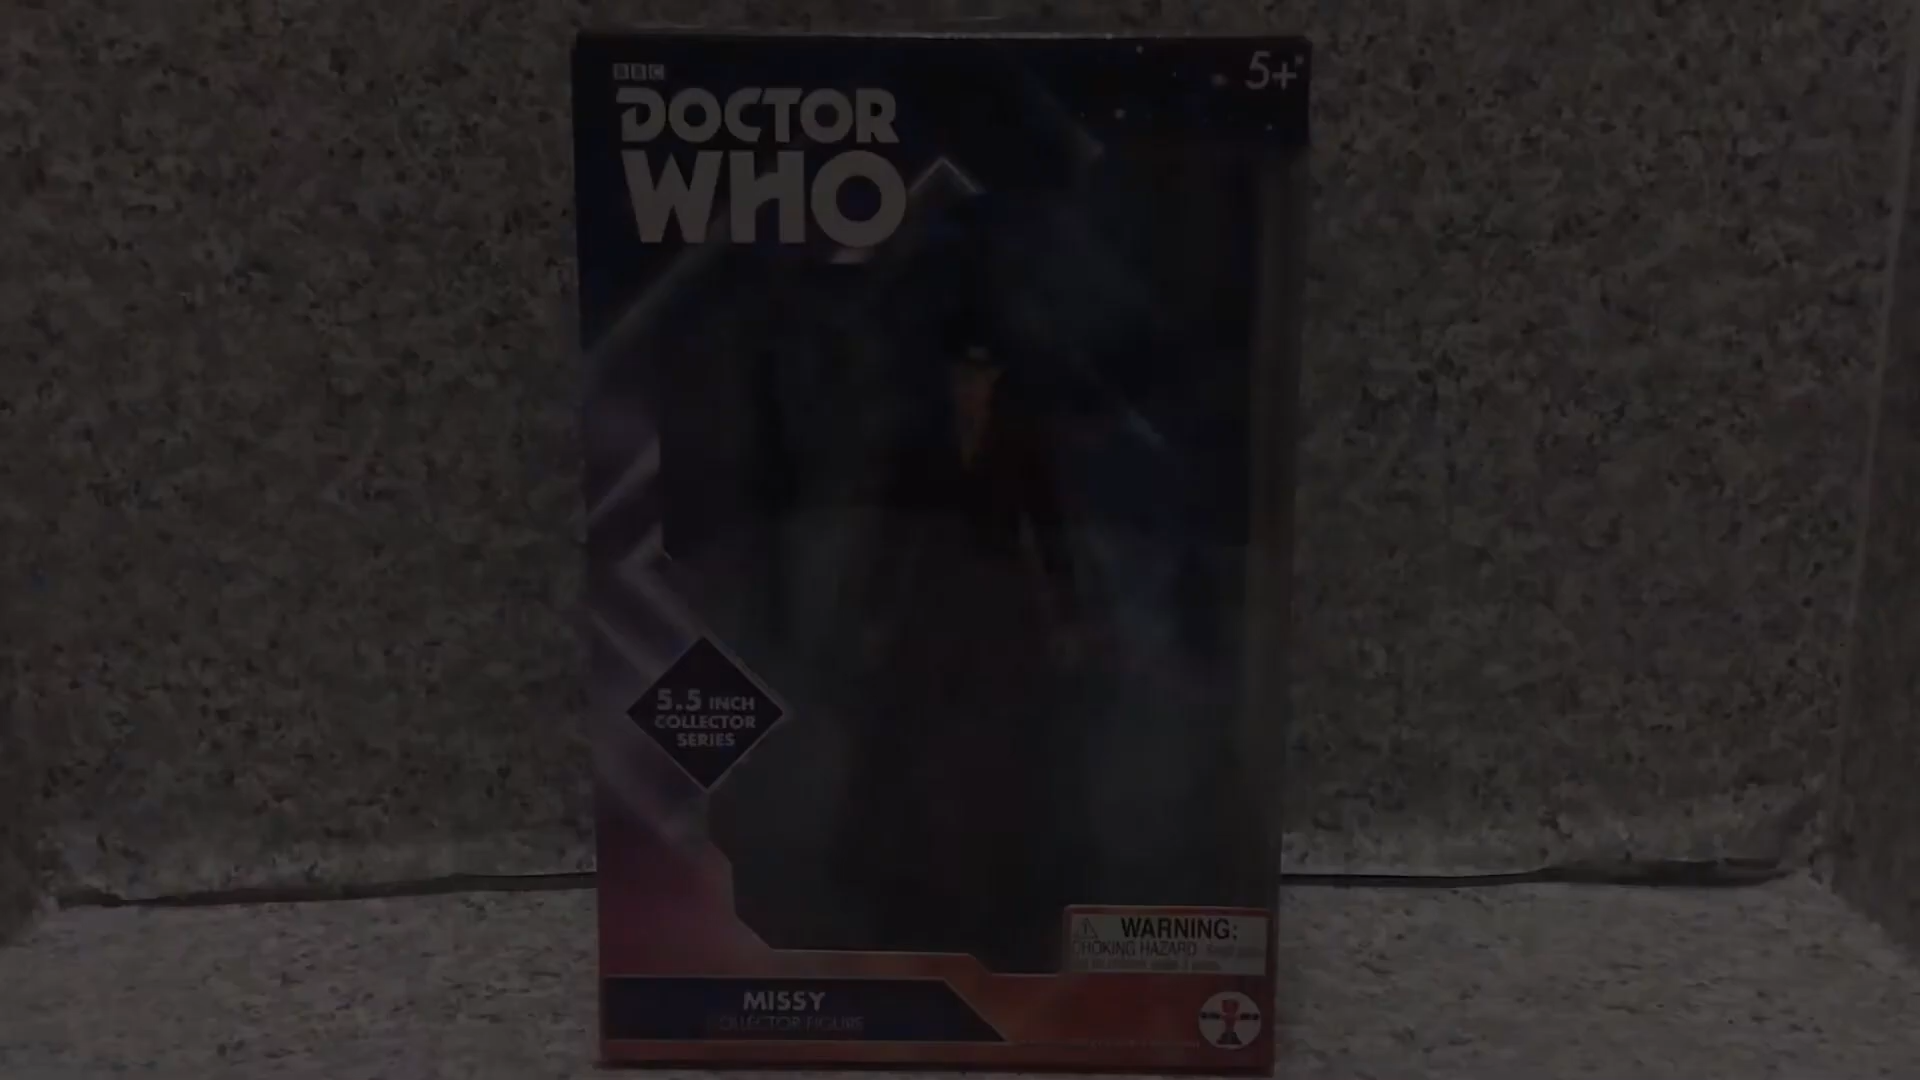 BBC
DOCTOR
WHO
5+
5.5 INCH
COLLECTOR
SERIES
WARNING:
CHOKING HAZARD
MISSY
COLLECTOR FIGURE